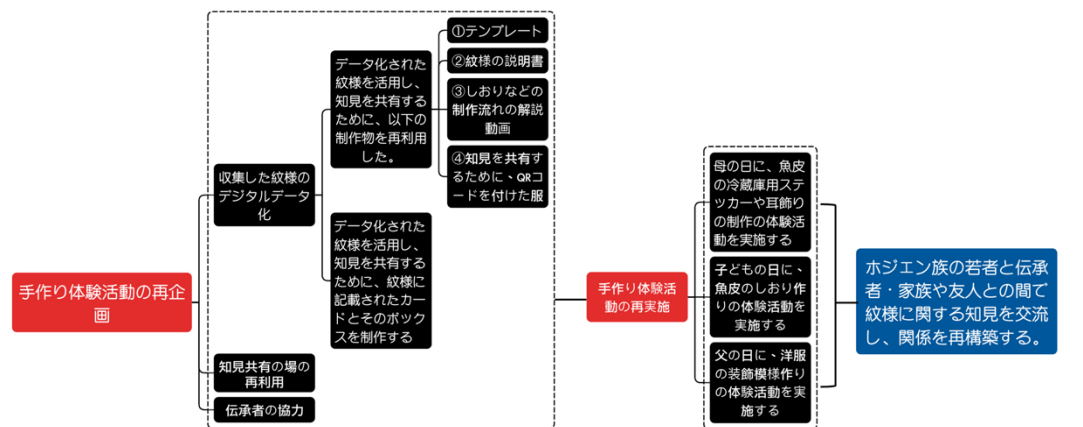 手作り体験活動の再企
画
収集した紋様の
デジタルデータ
化
知見共有の場の
再利用
伝承者の協力
データ化された
紋様を活用し、
知見を共有する
ために、以下の
制作物を再利用
した。
データ化された
紋様を活用し、
知見を共有する
ために、紋様に
記載されたカー
ドとそのボック
スを制作する
①テンプレート
②紋様の説明書
③しおりなどの
制作流れの解説
動画
④知見を共有す
るために、QRコ
ードを付けた服
手作り体験活
動の再実施
母の日に、魚皮
の冷蔵庫用ステ
ッカーや耳飾り
の制作の体験活
動を実施する
子どもの日に、
魚皮のしおり作
りの体験活動を
実施する
父の日に、洋服
の装飾模様作り
の体験活動を実
施する
ホジエン族の若者と伝承
者・家族や友人との間で
紋様に関する知見を交流
し、関係を再構築する。